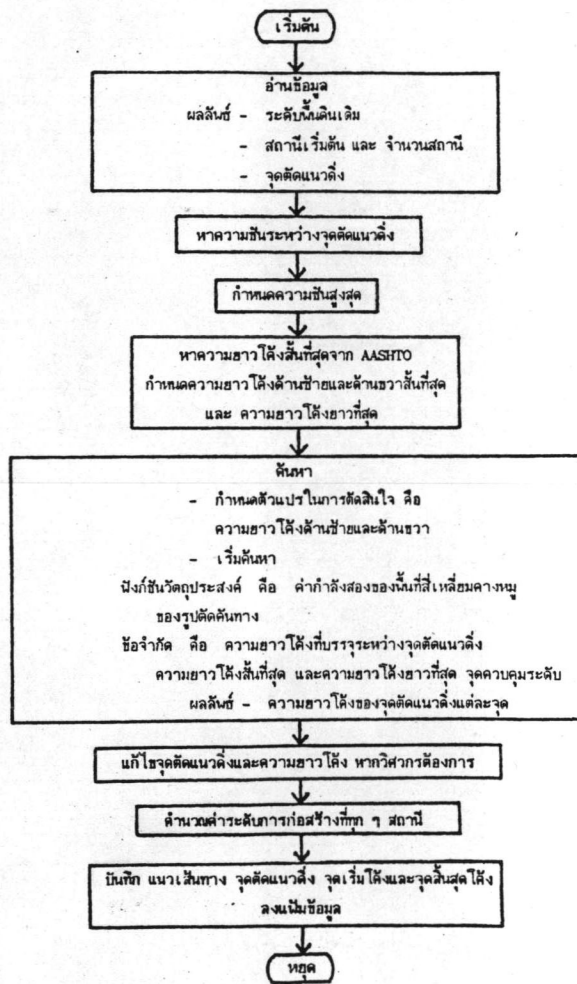 เริ่มต้น
อ่านข้อมูล
ผลลัพธ์ - ระดับพื้นดินเดิม
- สถานีเริ่มต้น และ จำนวนสถานี
- จุดตัดแนวดิ่ง
หาความชันระหว่างจุดตัดแนวดิ่ง
กำหนดความชันสูงสุด
หาความยาวโค้งสั้นที่สุดจาก AASHTO
กำหนดความยาวโค้งด้านซ้ายและด้านขวาสั้นที่สุด
และ ความยาวโค้งยาวที่สุด
ค้นหา
- กำหนดตัวแปรในการตัดสินใจ คือ
ความยาวโค้งด้านซ้ายและด้านขวา
- เริ่มค้นหา
ฟังก์ชันวัตถุประสงค์ คือ ค่ากำลังสองของพื้นที่สี่เหลี่ยมคางหมู
ของรูปตัดคันทาง
ข้อจำกัด คือ ความยาวโค้งที่บรรจุระหว่างจุดตัดแนวดิ่ง
ความยาวโค้งสั้นที่สุด และความยาวโค้งยาวที่สุด จุดควบคุมระดับ
ผลลัพธ์ - ความยาวโค้งของจุดตัดแนวดิ่งแต่ละจุด
แก้ไขจุดตัดแนวดิ่งและความยาวโค้ง หากวิศวกรต้องการ
คำนวณค่าระดับการก่อสร้างที่ทุก ๆ สถานี
บันทึก แนวเส้นทาง จุดตัดแนวดิ่ง จุดเริ่มโค้งและจุดสิ้นสุดโค้ง
ลงแฟ้มข้อมูล
หยุด